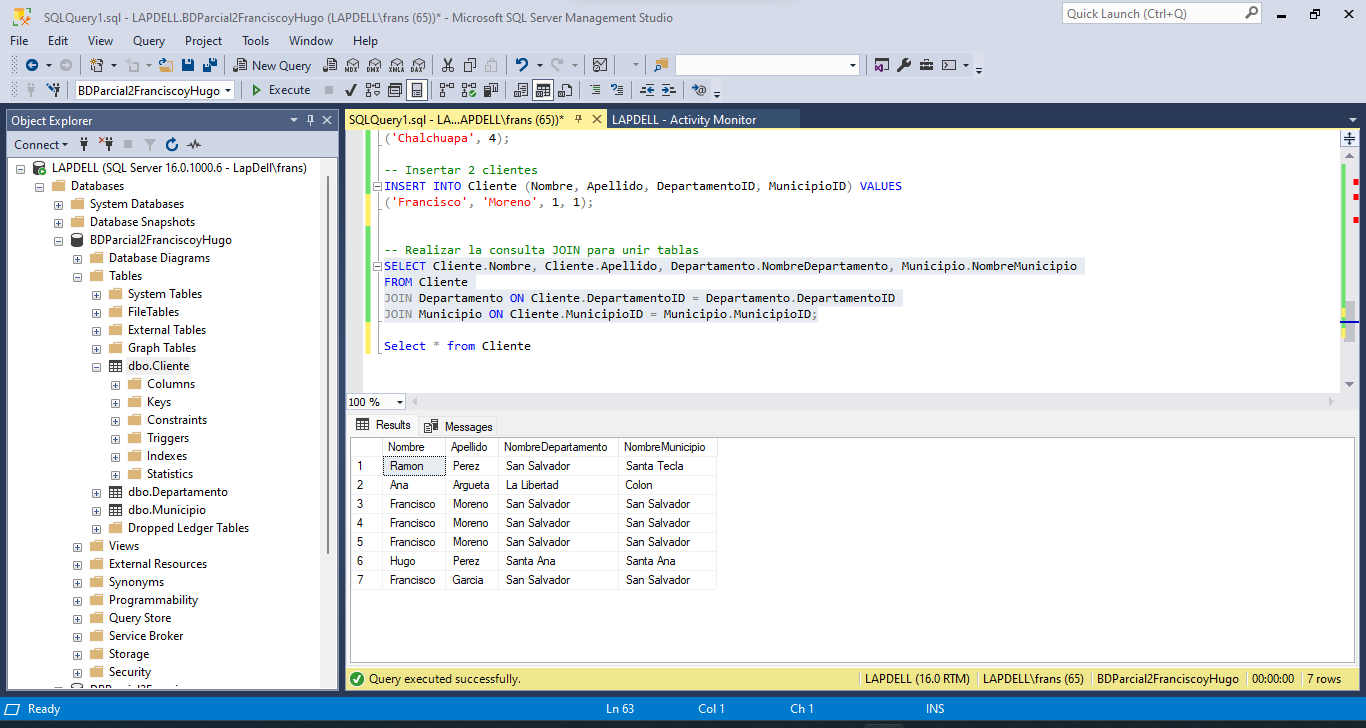 SQLQuery1.sql - LAPDELL.BDParcial2FranciscoyHugo (LAPDELL\frans (65))* - Microsoft SQL Server Management Studio
Quick Launch (Ctrl+Q)
File Edit View Query Project Tools Window Help
New Query
MDX DMX XMLA DAX
BDParcial2FranciscoyHugo
Execute
Object Explorer
Connect
LAPDELL (SQL Server 16.0.1000.6 - LapDell\frans)
Databases
System Databases
Database Snapshots
BDParcial2FranciscoyHugo
Database Diagrams
Tables
System Tables
FileTables
External Tables
Graph Tables
dbo.Cliente
Columns
Keys
Constraints
Triggers
Indexes
Statistics
dbo.Departamento
dbo.Municipio
Dropped Ledger Tables
Views
External Resources
Synonyms
Programmability
Query Store
Service Broker
Storage
Security
SQLQuery1.sql - LA...APDELL\frans (65))*
LAPDELL - Activity Monitor
('Chalchuapa', 4);
-- Insertar 2 clientes
INSERT INTO Cliente (Nombre, Apellido, DepartamentoID, MunicipioID) VALUES
('Francisco', 'Moreno', 1, 1);
-- Realizar la consulta JOIN para unir tablas
SELECT Cliente.Nombre, Cliente.Apellido, Departamento.NombreDepartamento, Municipio.NombreMunicipio
FROM Cliente
JOIN Departamento ON Cliente.DepartamentoID = Departamento.DepartamentoID
JOIN Municipio ON Cliente.MunicipioID = Municipio.MunicipioID;
Select * from Cliente
100 %
Results Messages
Nombre Apellido NombreDepartamento NombreMunicipio
1 Ramon Perez San Salvador Santa Tecla
2 Ana Argueta La Libertad Colon
3 Francisco Moreno San Salvador San Salvador
4 Francisco Moreno San Salvador San Salvador
5 Francisco Moreno San Salvador San Salvador
6 Hugo Perez Santa Ana Santa Ana
7 Francisco Garcia San Salvador San Salvador
Query executed successfully.
LAPDELL (16.0 RTM) LAPDELL\frans (65) BDParcial2FranciscoyHugo 00:00:00 7 rows
Ready Ln 63 Col 1 Ch 1 INS